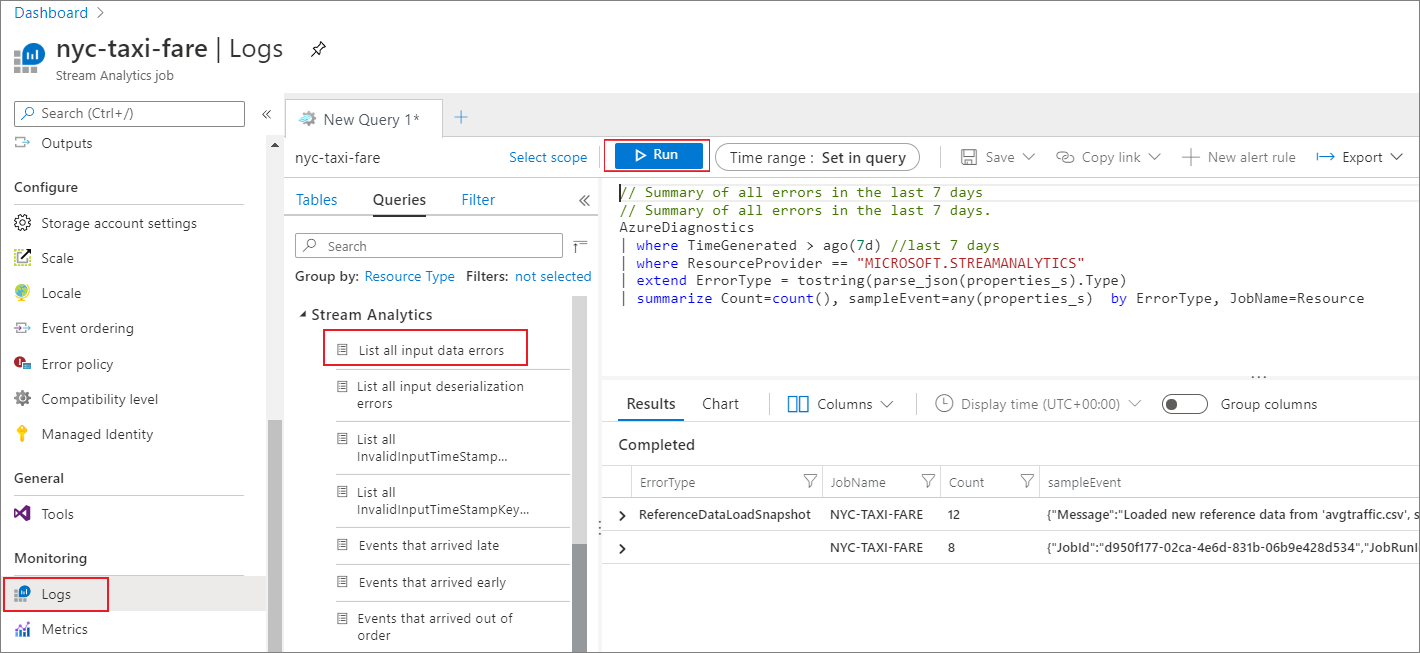 Dashboard >
nyc-taxi-fare | Logs
Stream Analytics job
Search (Ctrl+/)
«
Outputs
Configure
Storage account settings
Scale
Locale
Event ordering
Error policy
Compatibility level
Managed Identity
General
Tools
Monitoring
Logs
Metrics
New Query 1*
+
nyc-taxi-fare
Select scope
Run
Time range : Set in query
Save
Copy link
New alert rule
Export
Tables Queries Filter «
Search
Group by: Resource Type Filters: not selected
Stream Analytics
List all input data errors
List all input deserialization
errors
List all
InvalidInputTimeStamp...
List all
InvalidInputTimeStampKey...
Events that arrived late
Events that arrived early
Events that arrived out of
order
// Summary of all errors in the last 7 days
// Summary of all errors in the last 7 days.
AzureDiagnostics
| where TimeGenerated > ago(7d) //last 7 days
| where ResourceProvider == "MICROSOFT.STREAMANALYTICS"
| extend ErrorType = tostring(parse_json(properties_s).Type)
| summarize Count=count(), sampleEvent=any(properties_s)  by ErrorType, JobName=Resource
...
Results Chart Columns Display time (UTC+00:00) Group columns
Completed
ErrorType JobName Count sampleEvent
ReferenceDataLoadSnapshot NYC-TAXI-FARE 12 {"Message":"Loaded new reference data from 'avgtraffic.csv', s
NYC-TAXI-FARE 8 {"JobId":"d950f177-02ca-4e6d-831b-06b9e428d534","JobRunI